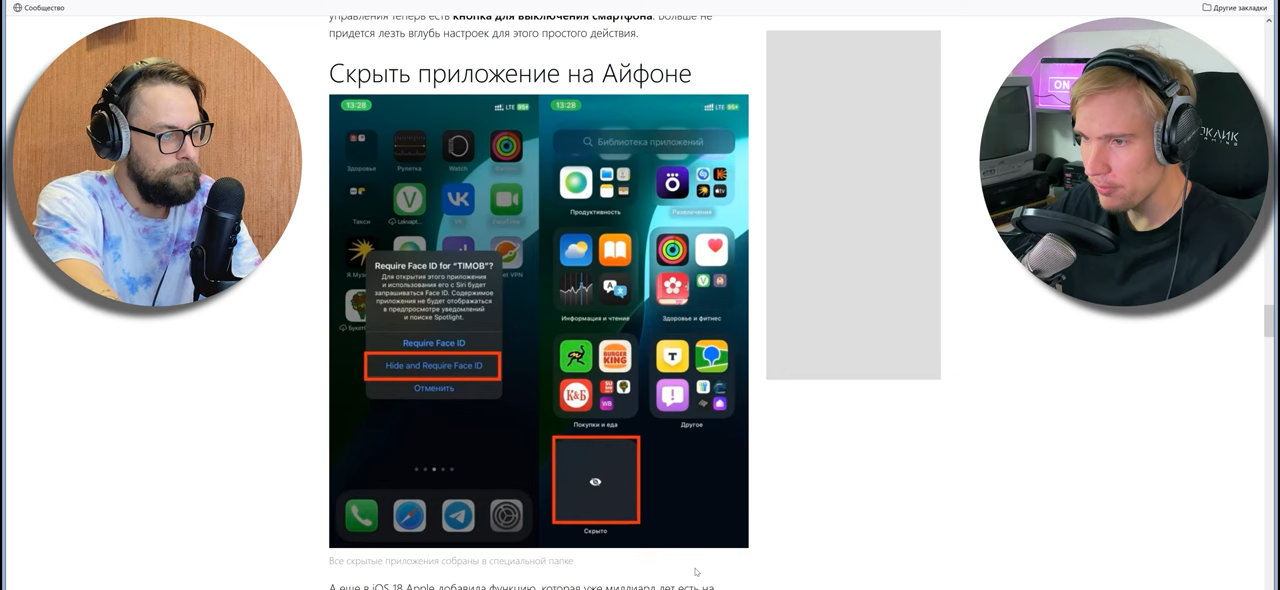 Сообщество
Другие закладки
управления теперь есть кнопка для выключения смартфона. Больше не
придется лезть вглубь настроек для этого простого действия.
Скрыть приложение на Айфоне
13:28
LTE
Здоровье
Рулетка
Watch
Такси
Require Face ID for "TIMOB"?
Для открытия этого приложения
и использования его с Siri будет
запрашиваться Face ID. Содержимое
приложения не будет отображаться
в предпросмотре уведомлений
и поиске Spotlight.
Require Face ID
Hide and Require Face ID
Отменить
13:28
LTE
Библиотека приложений
Продуктивность
Развлечения
Информация и чтение
Здоровье и фитнес
BURGER
KING
К&Б
WB
Покупки и еда
Другое
Скрыто
Все скрытые приложения собраны в специальной папке
А еще в iOS 18 Apple добавила функцию, которая уже миллиард лет есть на
ON